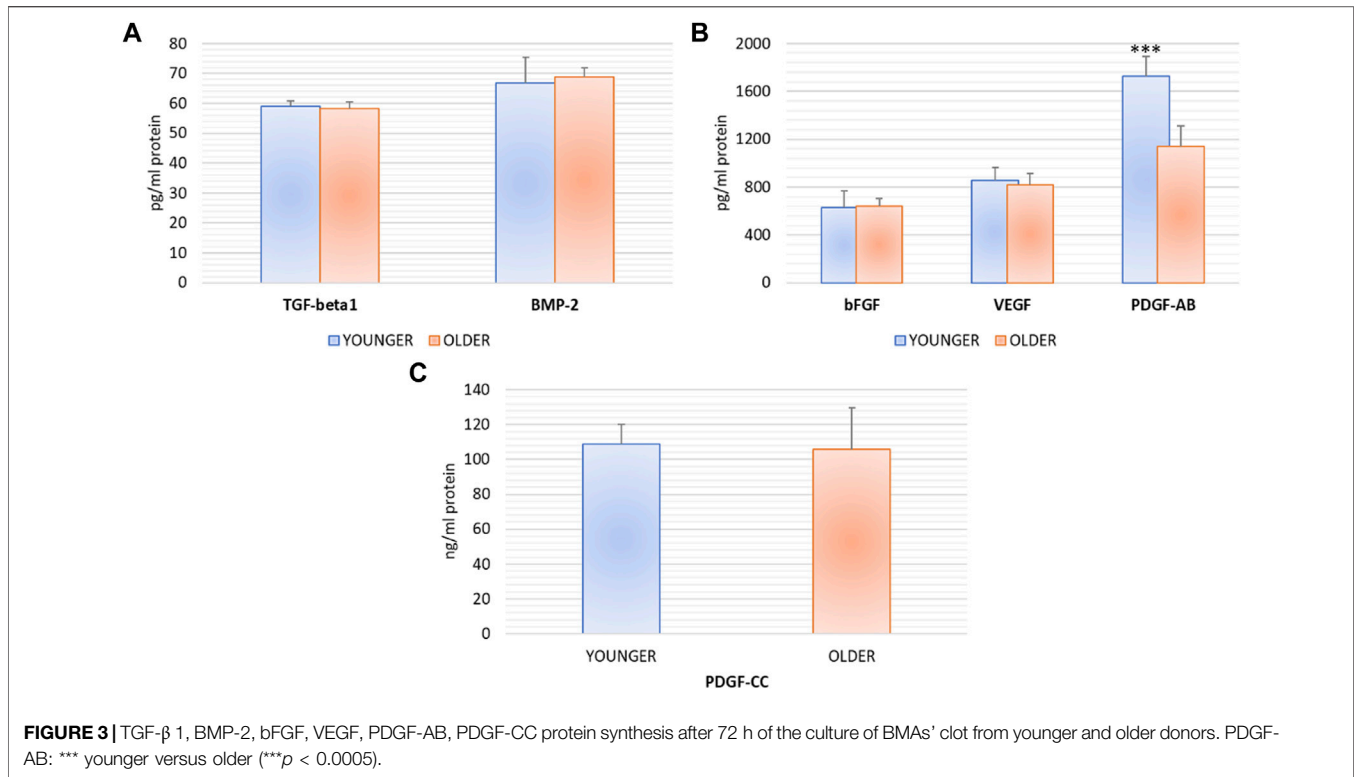 A
80
70
60
50
40
30
20
10
0
pg/ml protein
TGF-beta1 BMP-2
YOUNGER OLDER
B
2000
1600
1200
800
400
0
pg/ml protein
***
bFGF VEGF PDGF-AB
YOUNGER OLDER
C
140
120
100
80
60
40
20
0
ng/ml protein
YOUNGER OLDER
PDGF-CC
FIGURE 3 | TGF-β 1, BMP-2, bFGF, VEGF, PDGF-AB, PDGF-CC protein synthesis after 72 h of the culture of BMAs’ clot from younger and older donors. PDGF-
AB: *** younger versus older (***p < 0.0005).